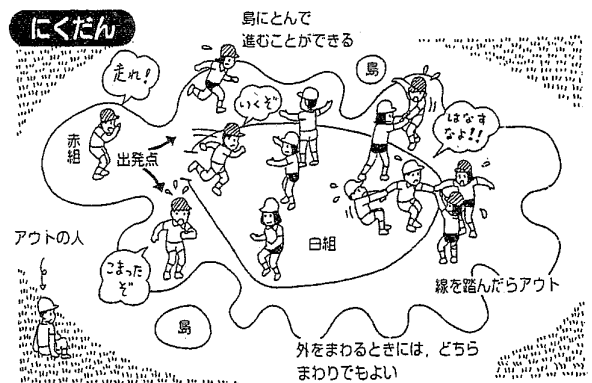 にくだん
島にとんで
進むことができる
島
走れ！
いくぞ
はなす
なよ！！
赤組
出発点
アウトの人
白組
こまった
ぞ
線を踏んだらアウト
島
外をまわるときには，どちら
まわりでもよい